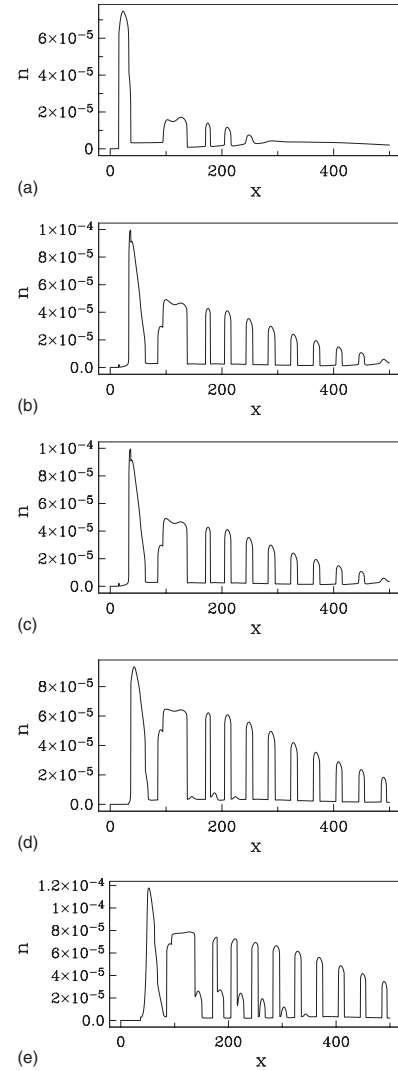 n
6×10⁻⁵
4×10⁻⁵
2×10⁻⁵
0
0 200 400
x
(a)
n
1×10⁻⁴
8×10⁻⁵
6×10⁻⁵
4×10⁻⁵
2×10⁻⁵
0.0
0 200 400
x
(b)
n
1×10⁻⁴
8×10⁻⁵
6×10⁻⁵
4×10⁻⁵
2×10⁻⁵
0.0
0 200 400
x
(c)
n
8×10⁻⁵
6×10⁻⁵
4×10⁻⁵
2×10⁻⁵
0.0
0 200 400
x
(d)
n
1.2×10⁻⁴
1×10⁻⁴
8×10⁻⁵
6×10⁻⁵
4×10⁻⁵
2×10⁻⁵
0.0
0 200 400
x
(e)